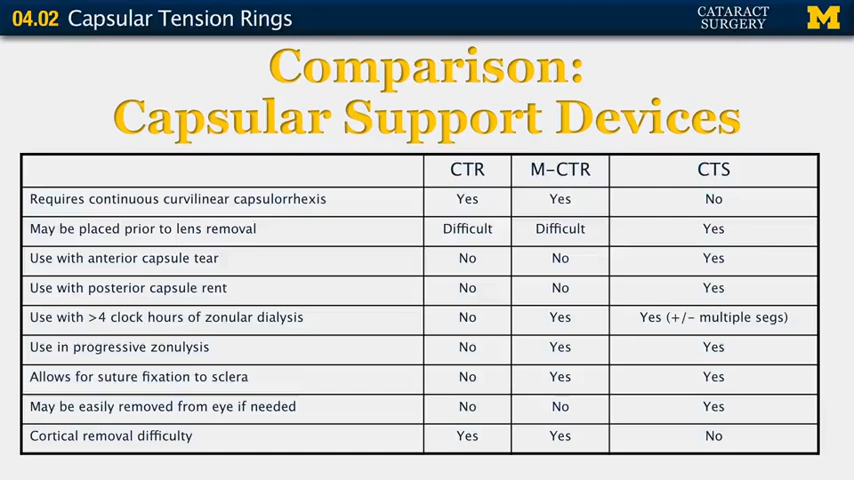 04.02 Capsular Tension Rings
CATARACT
SURGERY
M
Comparison:
Capsular Support Devices
CTR M-CTR CTS
Requires continuous curvilinear capsulorrhexis Yes Yes No
May be placed prior to lens removal Difficult Difficult Yes
Use with anterior capsule tear No No Yes
Use with posterior capsule rent No No Yes
Use with >4 clock hours of zonular dialysis No Yes Yes (+/- multiple segs)
Use in progressive zonulysis No Yes Yes
Allows for suture fixation to sclera No Yes Yes
May be easily removed from eye if needed No No Yes
Cortical removal difficulty Yes Yes No